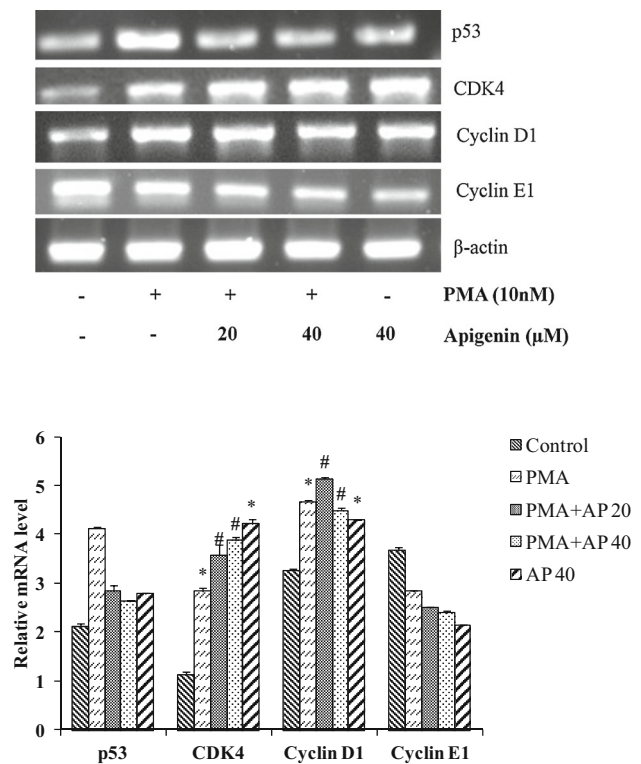 p53
CDK4
Cyclin D1
Cyclin E1
β-actin
- + + + - PMA (10nM)
- - 20 40 40 Apigenin (µM)
6
5
4
3
2
1
0
Relative mRNA level
* # # *
* # # *
p53 CDK4 Cyclin D1 Cyclin E1
Control
PMA
PMA+AP 20
PMA+AP 40
AP 40